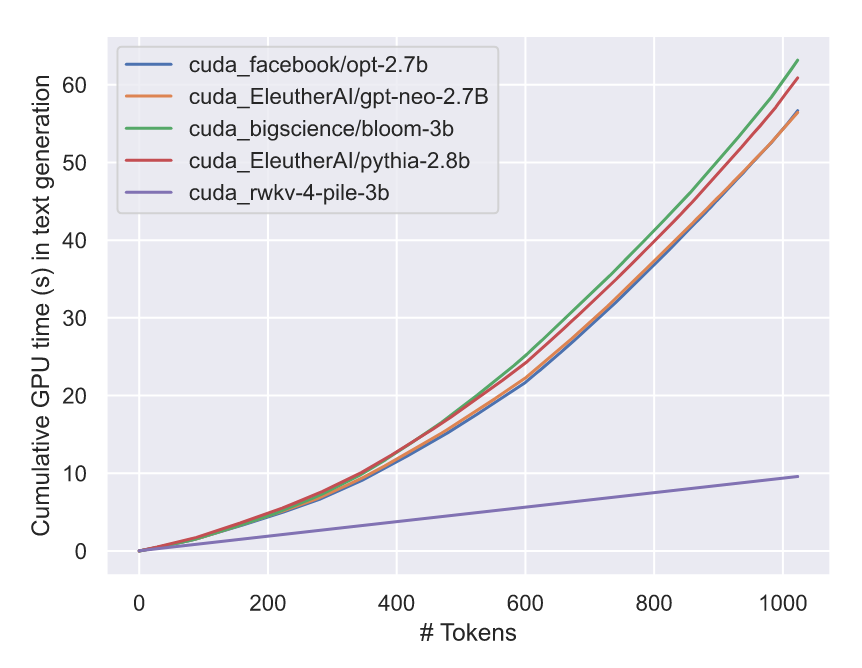 cuda_facebook/opt-2.7b
cuda_EleutherAI/gpt-neo-2.7B
cuda_bigscience/bloom-3b
cuda_EleutherAI/pythia-2.8b
cuda_rwkv-4-pile-3b
Cumulative GPU time (s) in text generation
60
50
40
30
20
10
0
0 200 400 600 800 1000
# Tokens